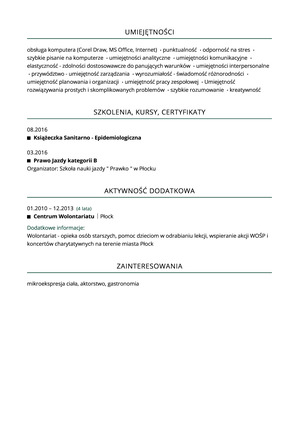 UMIEJĘTNOŚCI
obsługa komputera (Corel Draw, MS Office, Internet)  -  punktualność  -  odporność na stres  -
szybkie pisanie na komputerze  -  umiejętności analityczne  -  umiejętności komunikacyjne  -
elastyczność - zdolności dostosowawcze do panujących warunków  - umiejętności interpersonalne
- przywództwo - umiejętność zarządzania  - wyrozumiałość - świadomość różnorodności  -
umiejętność planowania i organizacji  - umiejętność pracy zespołowej  - Umiejętność
rozwiązywania prostych i skomplikowanych problemów  - szybkie rozumowanie  - kreatywność
SZKOLENIA, KURSY, CERTYFIKATY
08.2016
■ Książeczka Sanitarno - Epidemiologiczna
03.2016
■ Prawo Jazdy kategorii B
Organizator: Szkoła nauki jazdy " Prawko " w Płocku
AKTYWNOŚĆ DODATKOWA
01.2010 – 12.2013 (4 lata)
■ Centrum Wolontariatu | Płock
Dodatkowe informacje:
Wolontariat - opieka osób starszych, pomoc dzieciom w odrabianiu lekcji, wspieranie akcji WOŚP i
koncertów charytatywnych na terenie miasta Płock
ZAINTERESOWANIA
mikroekspresja ciała, aktorstwo, gastronomia